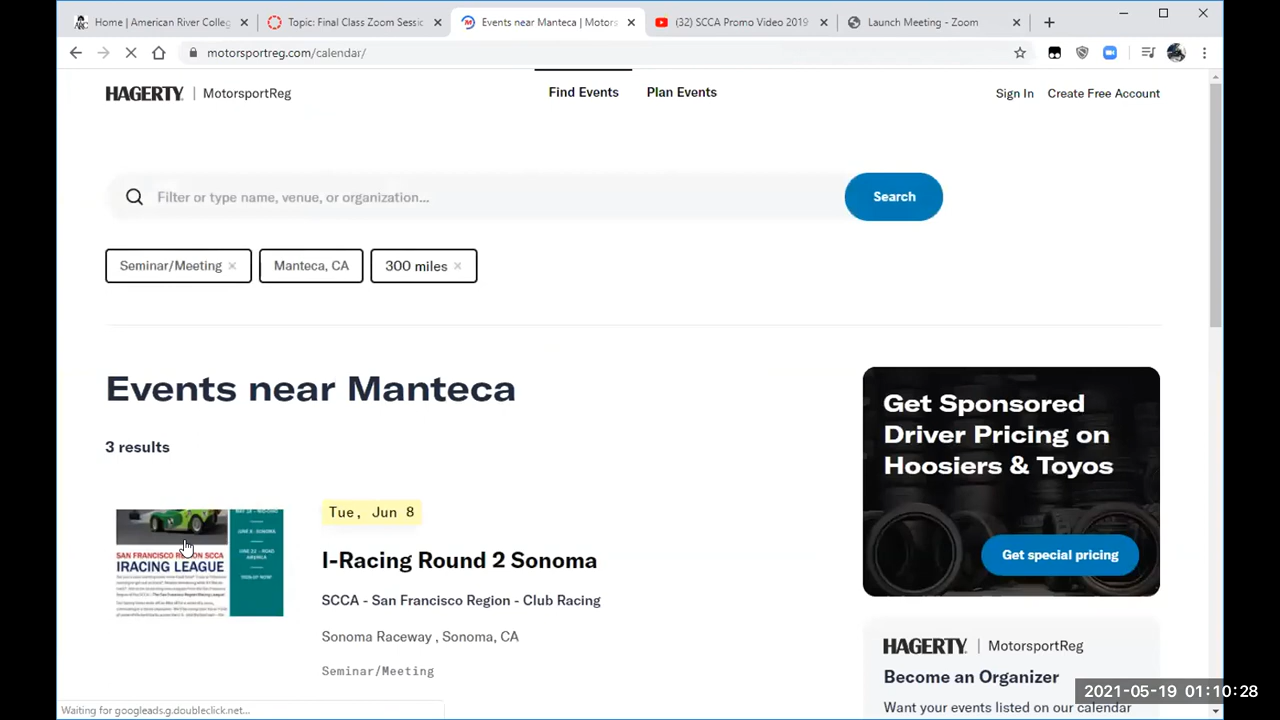 Home | American River Colle
Topic: Final Class Zoom Sessi
Events near Manteca | Motors
(32) SCCA Promo Video 2019
Launch Meeting - Zoom
motorsportreg.com/calendar/
HAGERTY | MotorsportReg
Find Events
Plan Events
Sign In
Create Free Account
Filter or type name, venue, or organization...
Search
Seminar/Meeting ×
Manteca, CA
300 miles ×
Events near Manteca
3 results
Tue, Jun 8
I-Racing Round 2 Sonoma
SCCA - San Francisco Region - Club Racing
Sonoma Raceway , Sonoma, CA
Seminar/Meeting
SAN FRANCISCO REGION SCCA
IRACING LEAGUE
Get Sponsored
Driver Pricing on
Hoosiers & Toyos
Get special pricing
HAGERTY | MotorsportReg
Become an Organizer
Want your events listed on our calendar
Waiting for googleads.g.doubleclick.net...
2021-05-19 01:10:28